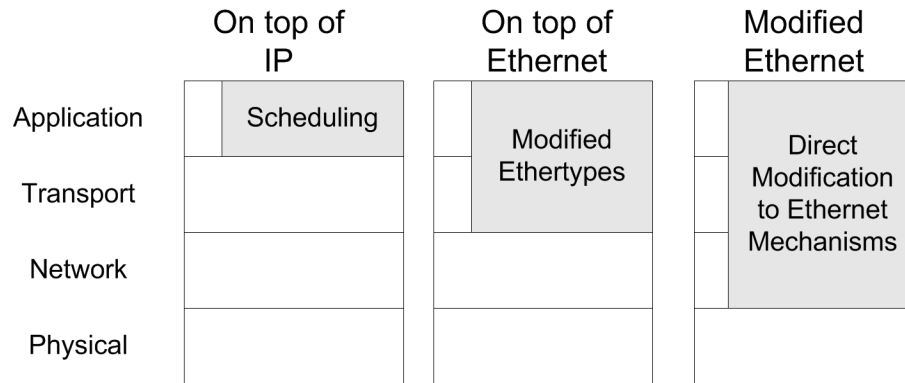 On top of
IP
On top of
Ethernet
Modified
Ethernet
Application
Scheduling
Modified
Ethertypes
Direct
Modification
to Ethernet
Mechanisms
Transport
Network
Physical